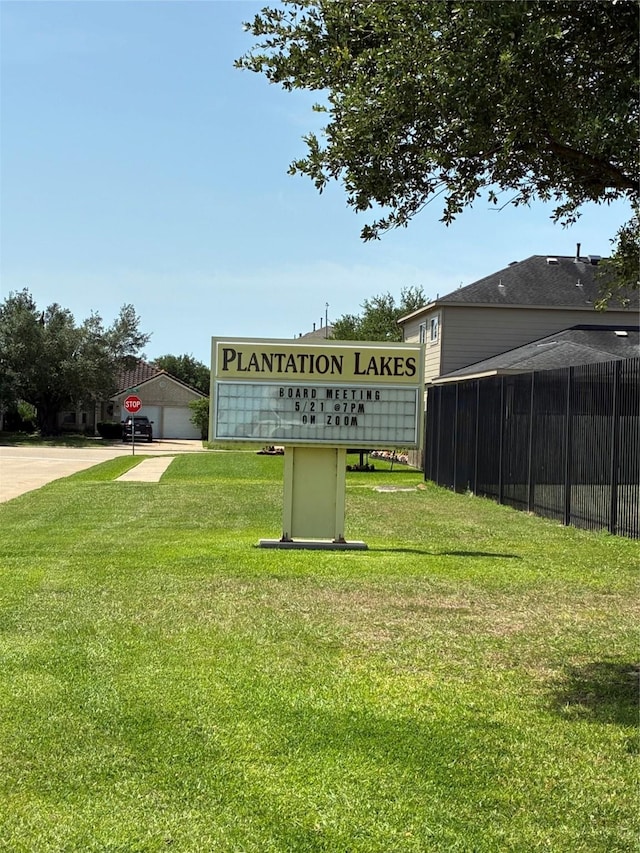 PLANTATION LAKES
BOARD MEETING
5/21 @7PM
ON ZOOM
STOP